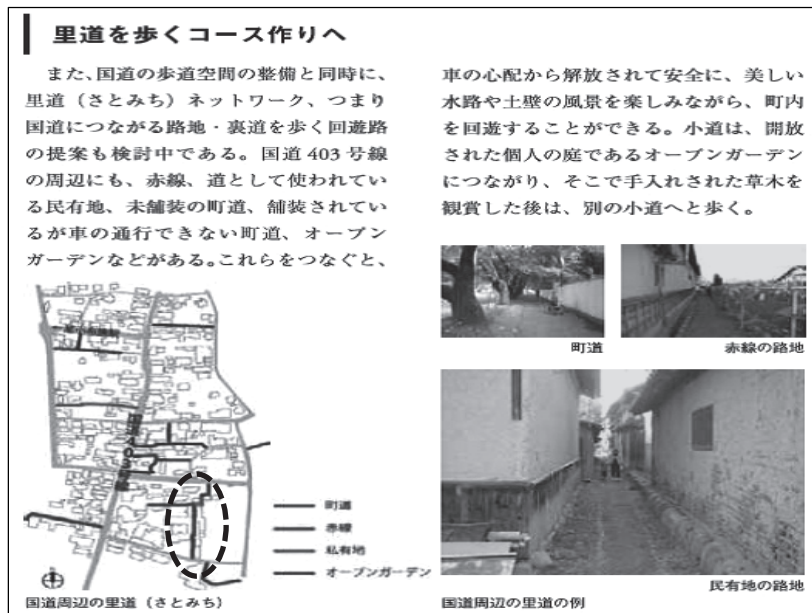 里道を歩くコース作りへ
また、国道の歩道空間の整備と同時に、
里道（さとみち）ネットワーク、つまり
国道につながる路地・裏道を歩く回遊路
の提案も検討中である。国道 403 号線
の周辺にも、赤線、道として使われてい
る民有地、未舗装の町道、舗装されてい
るが車の通行できない町道、オープン
ガーデンなどがある。これらをつなぐと、
車の心配から解放されて安全に、美しい
水路や土壁の風景を楽しみながら、町内
を回遊することができる。小道は、開放
された個人の庭であるオープンガーデン
につながり、そこで手入れされた草木を
観賞した後は、別の小道へと歩く。
国道403号線
町道
赤線
私有地
オープンガーデン
国道周辺の里道（さとみち）
町道
赤線の路地
民有地の路地
国道周辺の里道の例